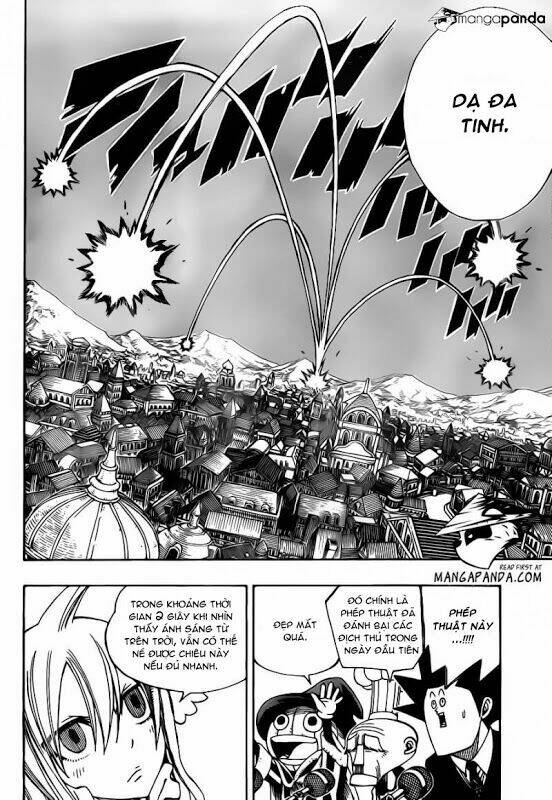 mangapanda
DẠ ĐA
TINH.
READ FIRST AT
MANGAPANDA.COM
TRONG KHOẢNG THỜI
GIAN 2 GIÂY KHI NHÌN
THẤY ÁNH SÁNG TỪ
TRÊN TRỜI, VẪN CÓ THỂ
NÉ ĐƯỢC CHIÊU NÀY
NẾU ĐỦ NHANH.
ĐẸP MẮT
QUÁ.
ĐÓ CHÍNH LÀ
PHÉP THUẬT ĐÃ
ĐÁNH BẠI CÁC
ĐỊCH THỦ TRONG
NGÀY ĐẦU TIÊN
PHÉP
THUẬT NÀY
...!!!!